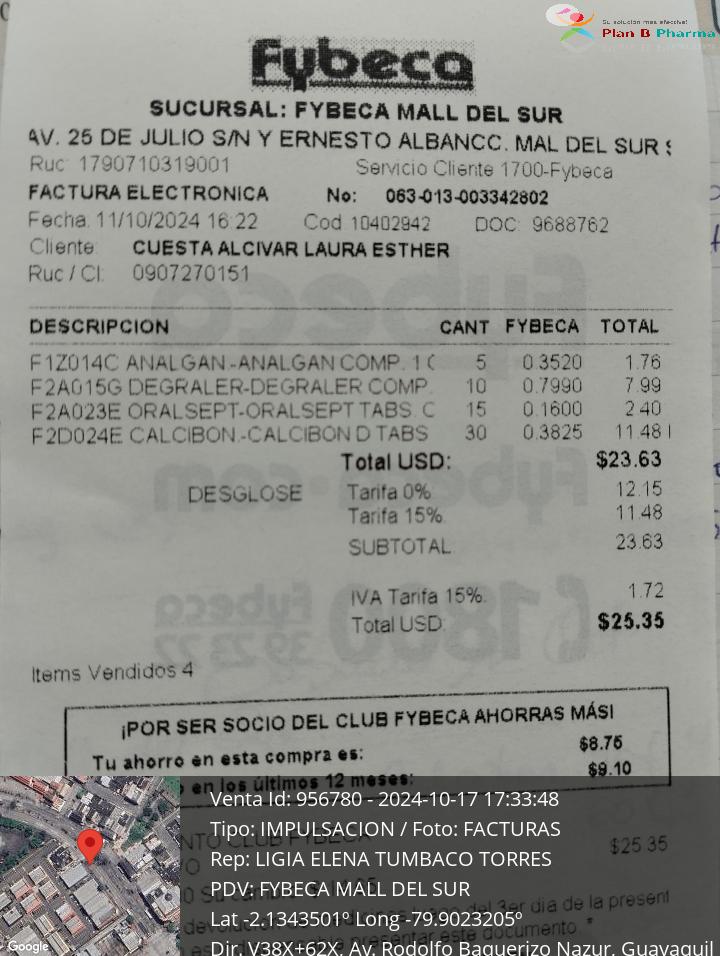 Su solución mas efectiva!
Plan B Pharma
Fybeca
SUCURSAL: FYBECA MALL DEL SUR
AV. 25 DE JULIO S/N Y ERNESTO ALBANCC. MAL DEL SUR S
Ruc: 1790710319001 Servicio Cliente 1700-Fybeca
FACTURA ELECTRONICA No: 063-013-003342802
Fecha: 11/10/2024 16:22 Cod 10402942 DOC: 9688762
Cliente: CUESTA ALCIVAR LAURA ESTHER
Ruc / CI: 0907270151
DESCRIPCION CANT FYBECA TOTAL
F1Z014C ANALGAN.-ANALGAN COMP. 1 C 5 0.3520 1.76
F2A015G DEGRALER-DEGRALER COMP. 10 0.7990 7.99
F2A023E ORALSEPT-ORALSEPT TABS. C 15 0.1600 2.40
F2D024E CALCIBON.-CALCIBON D TABS 30 0.3825 11.48 I
Total USD: $23.63
DESGLOSE Tarifa 0% 12.15
Tarifa 15% 11.48
SUBTOTAL 23.63
IVA Tarifa 15%: 1.72
Total USD: $25.35
Items Vendidos 4
¡POR SER SOCIO DEL CLUB FYBECA AHORRAS MÁS!
Tu ahorro en esta compra es: $8.75
o en los últimos 12 meses: $9.10
$25.35
Venta Id: 956780 - 2024-10-17 17:33:48
Tipo: IMPULSACION / Foto: FACTURAS
Rep: LIGIA ELENA TUMBACO TORRES
PDV: FYBECA MALL DEL SUR
Lat -2.1343501º Long -79.9023205º
Dir. V38X+62X, Av. Rodolfo Baquerizo Nazur, Guayaquil
Google